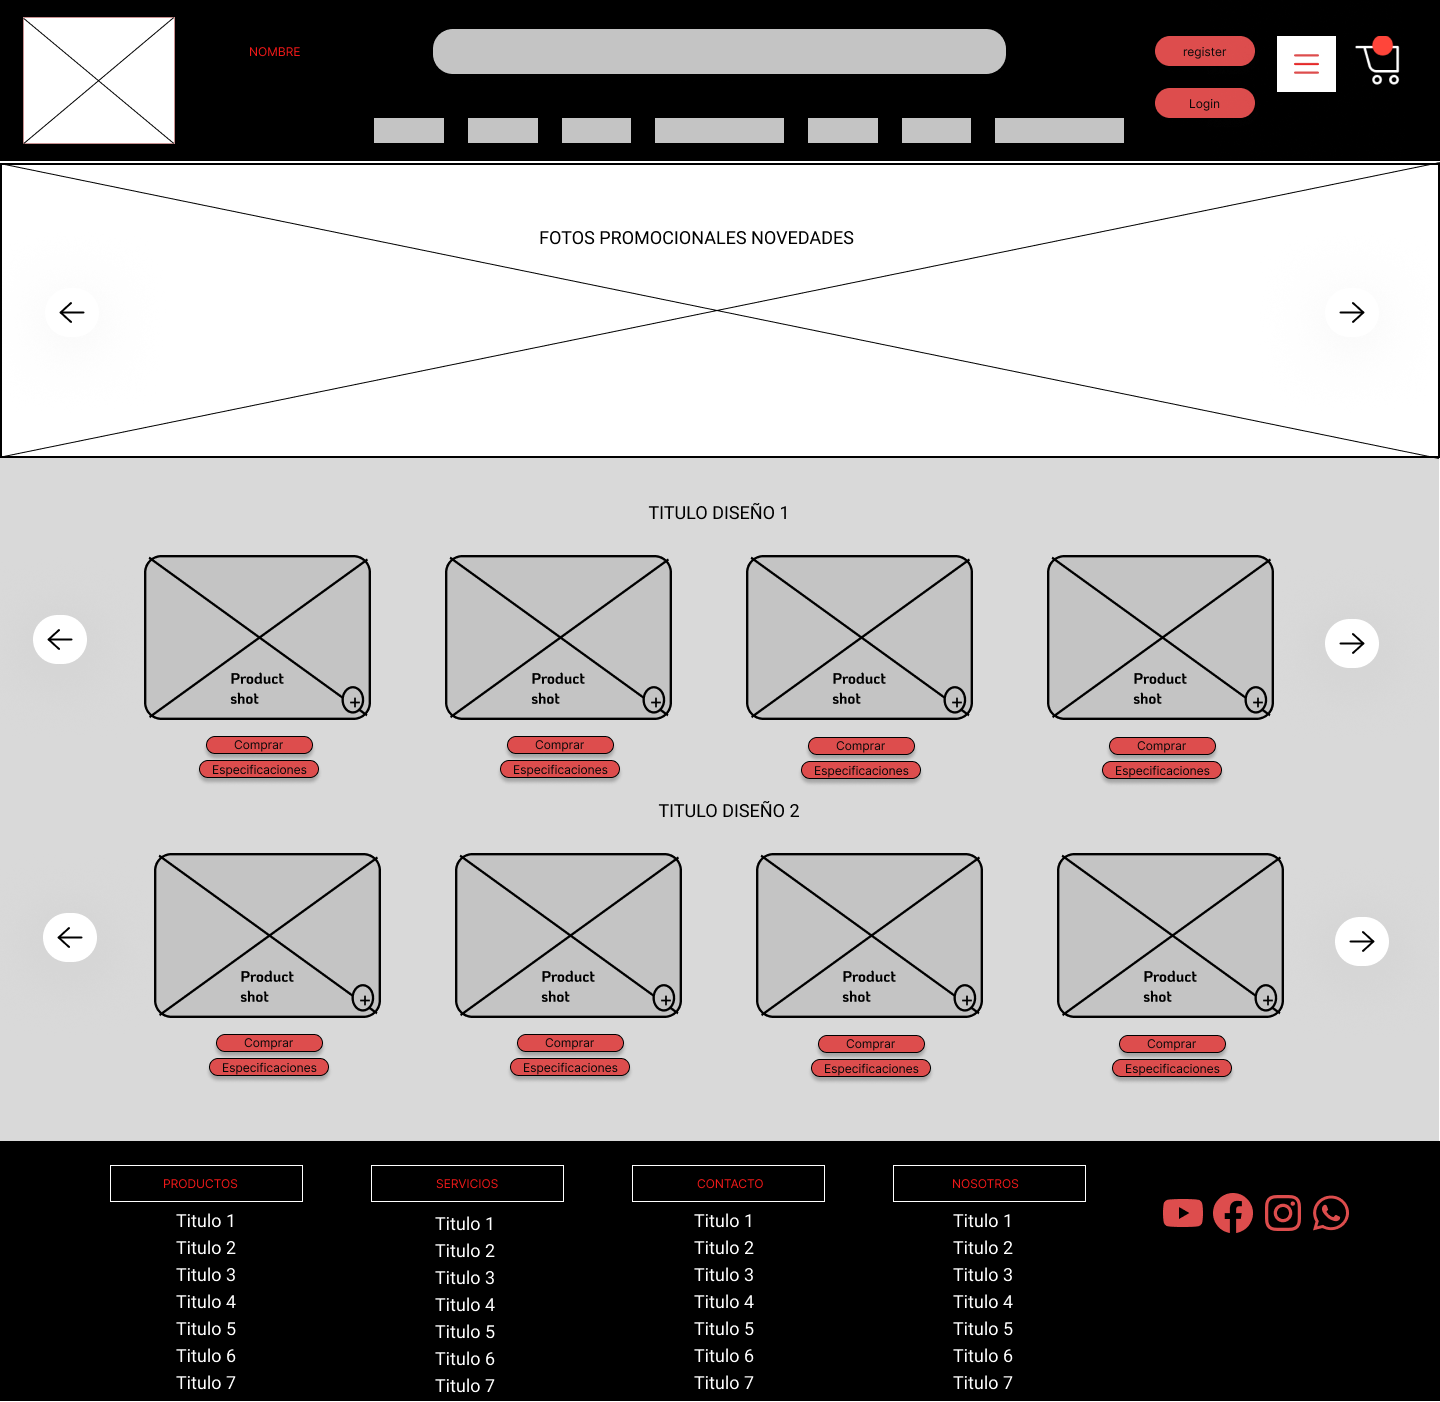 NOMBRE
register
Login
FOTOS PROMOCIONALES NOVEDADES
TITULO DISEÑO 1
Product
shot
Product
shot
Product
shot
Product
shot
Comprar
Especificaciones
Comprar
Especificaciones
Comprar
Especificaciones
Comprar
Especificaciones
TITULO DISEÑO 2
Product
shot
Product
shot
Product
shot
Product
shot
Comprar
Especificaciones
Comprar
Especificaciones
Comprar
Especificaciones
Comprar
Especificaciones
PRODUCTOS
Titulo 1
Titulo 2
Titulo 3
Titulo 4
Titulo 5
Titulo 6
Titulo 7
SERVICIOS
Titulo 1
Titulo 2
Titulo 3
Titulo 4
Titulo 5
Titulo 6
Titulo 7
CONTACTO
Titulo 1
Titulo 2
Titulo 3
Titulo 4
Titulo 5
Titulo 6
Titulo 7
NOSOTROS
Titulo 1
Titulo 2
Titulo 3
Titulo 4
Titulo 5
Titulo 6
Titulo 7